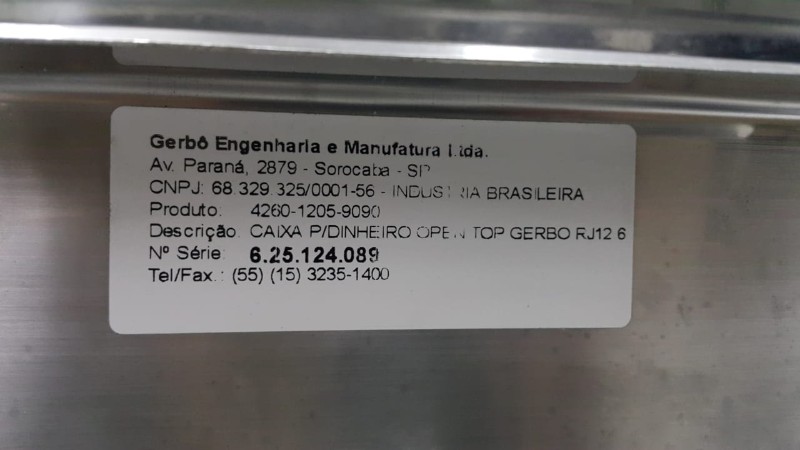 Gerbô Engenharia e Manufatura Ltda.
Av. Paraná, 2879 - Sorocaba - SP
CNPJ: 68.329.325/0001-56 - INDUSTRIA BRASILEIRA
Produto: 4260-1205-9090
Descrição: CAIXA P/DINHEIRO OPEN TOP GERBO RJ12 6
Nº Série: 6.25.124.089
Tel/Fax.: (55) (15) 3235-1400